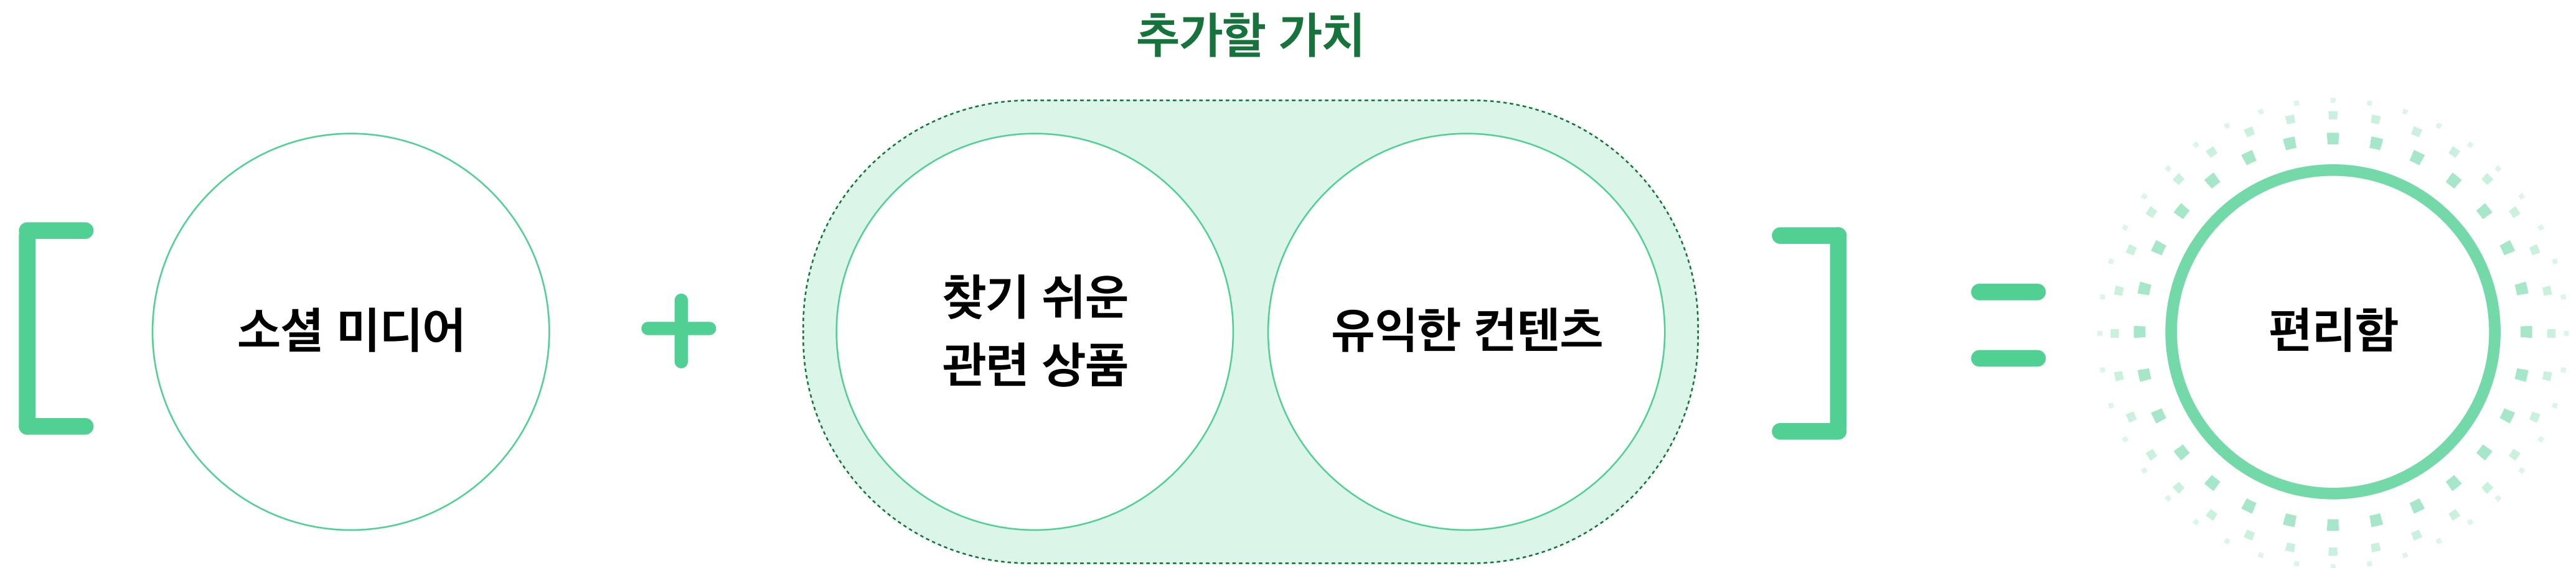 추가할 가치
소셜 미디어
+
찾기 쉬운
관련 상품
유익한 컨텐츠
=
편리함